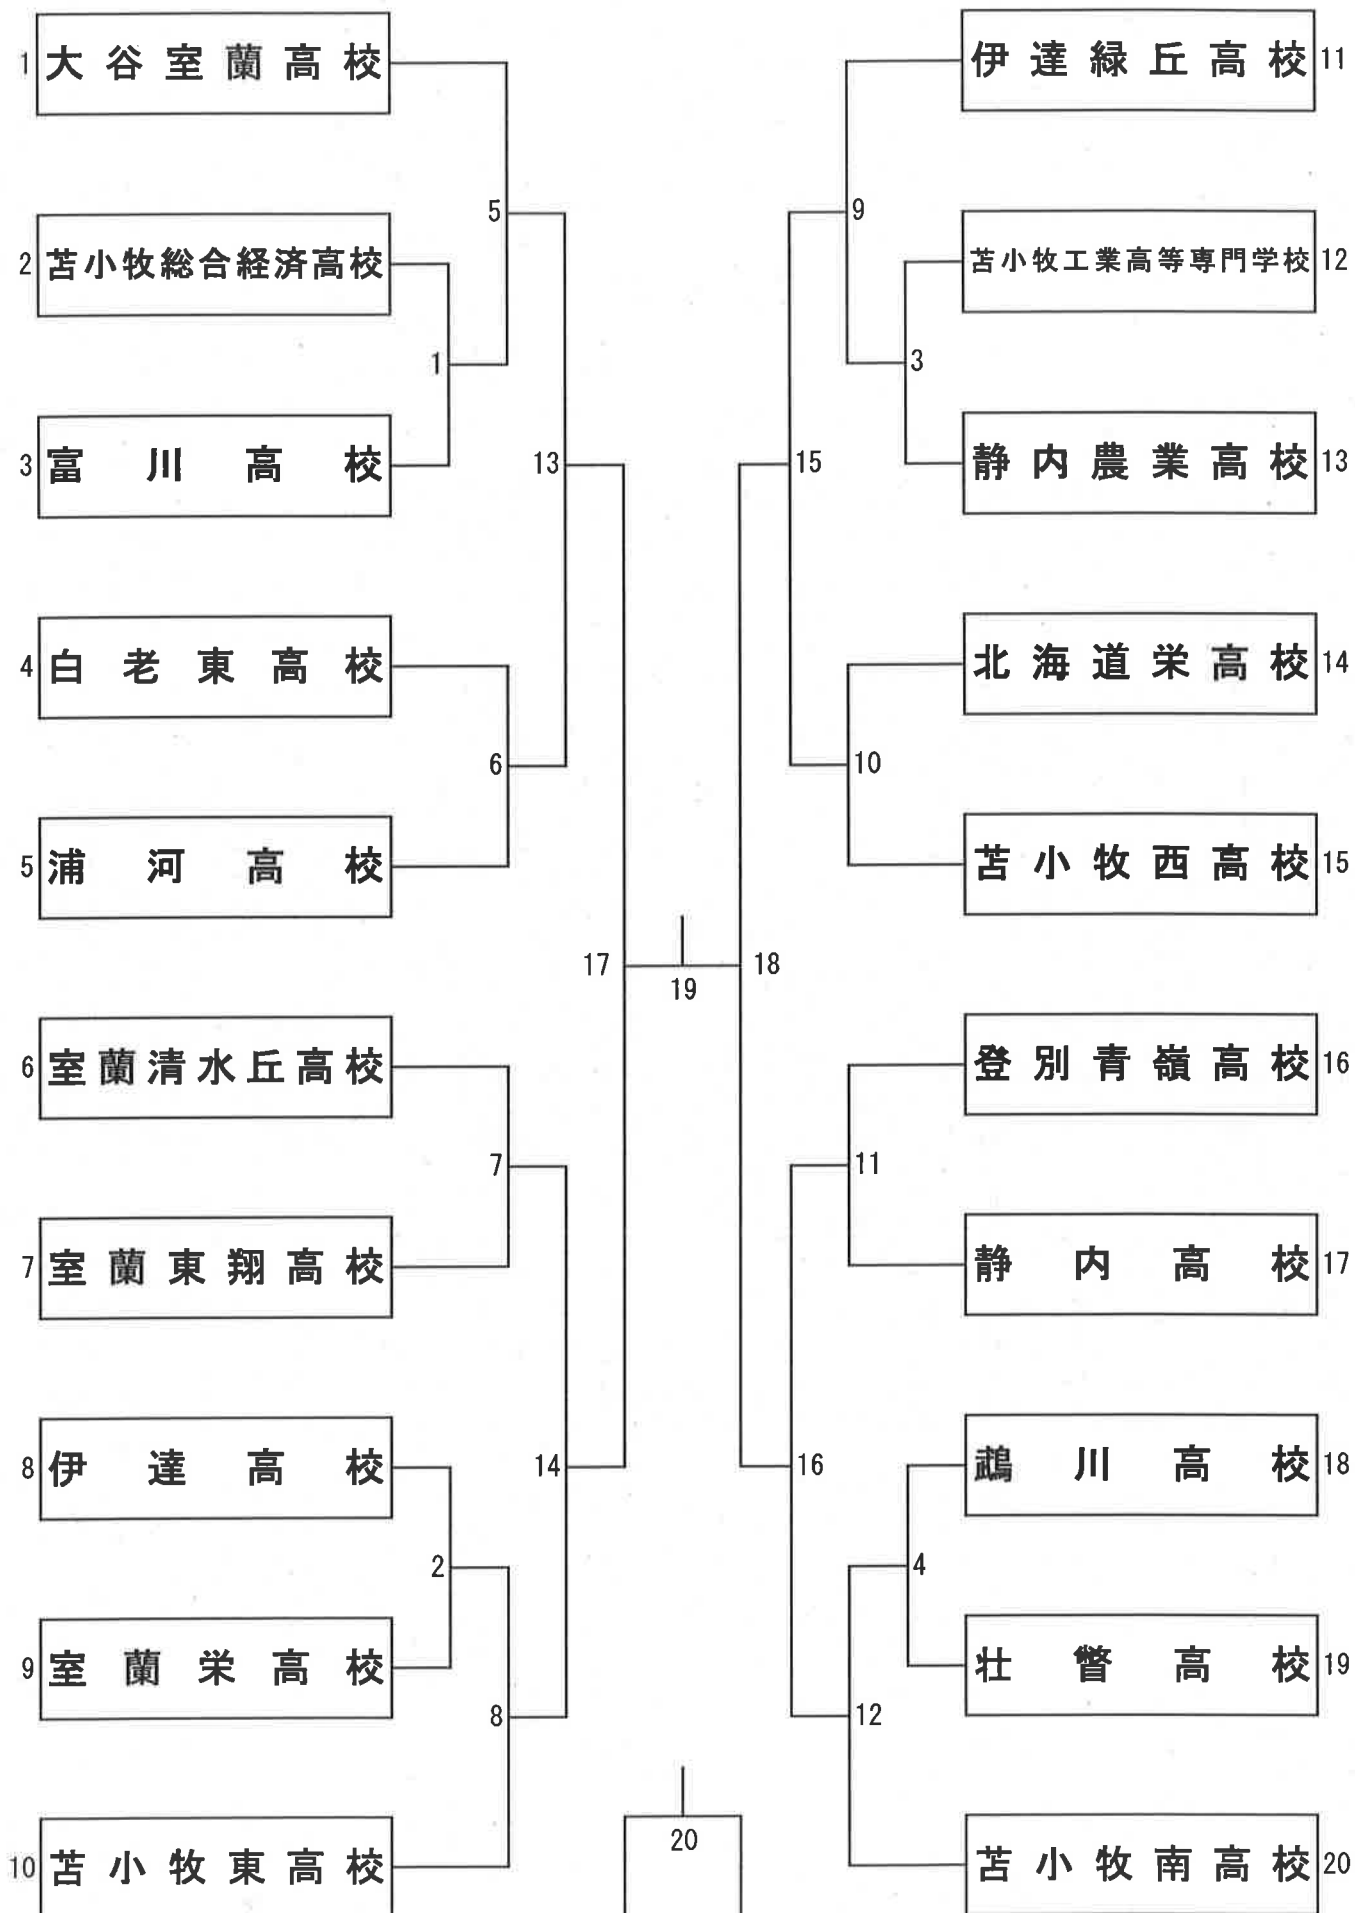 1 大谷室蘭高校
2 苫小牧総合経済高校
3 富川高校
4 白老東高校
5 浦河高校
6 室蘭清水丘高校
7 室蘭東翔高校
8 伊達高校
9 室蘭栄高校
10 苫小牧東高校
5
1
13
6
17
7
14
2
8
19
20
9
3
15
10
18
11
16
4
12
伊達緑丘高校 11
苫小牧工業高等専門学校 12
静内農業高校 13
北海道栄高校 14
苫小牧西高校 15
登別青嶺高校 16
静内高校 17
鵡川高校 18
壮瞥高校 19
苫小牧南高校 20